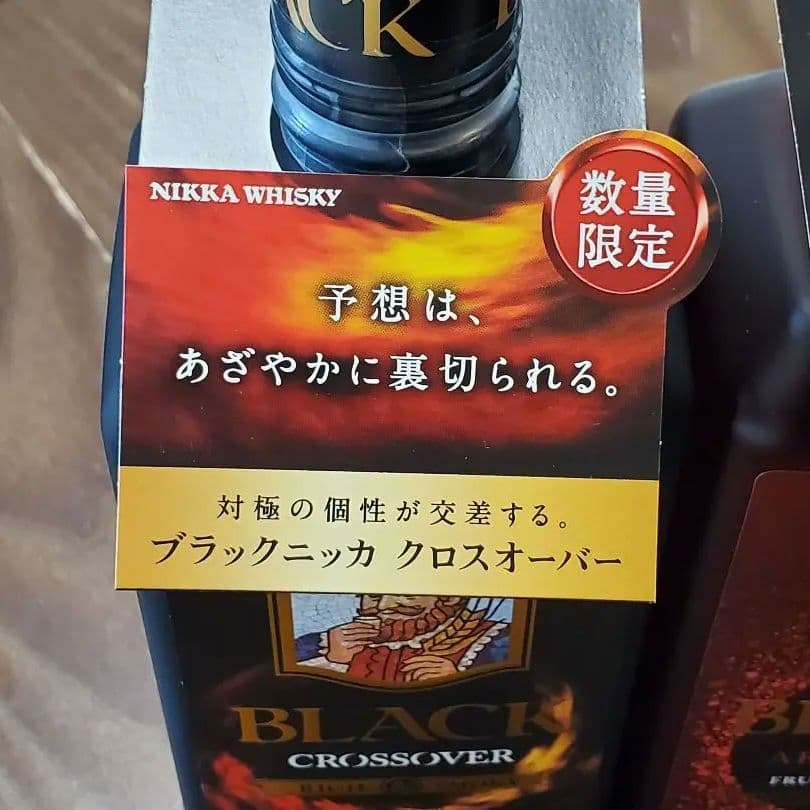 NIKKA WHISKY
数量
限定
予想は、
あざやかに裏切られる。
対極の個性が交差する。
ブラックニッカ クロスオーバー
BLACK
CROSSOVER